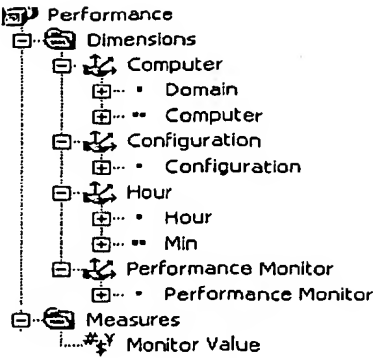 Performance
Dimensions
Computer
Domain
Computer
Configuration
Configuration
Hour
Hour
Min
Performance Monitor
Performance Monitor
Measures
Monitor Value